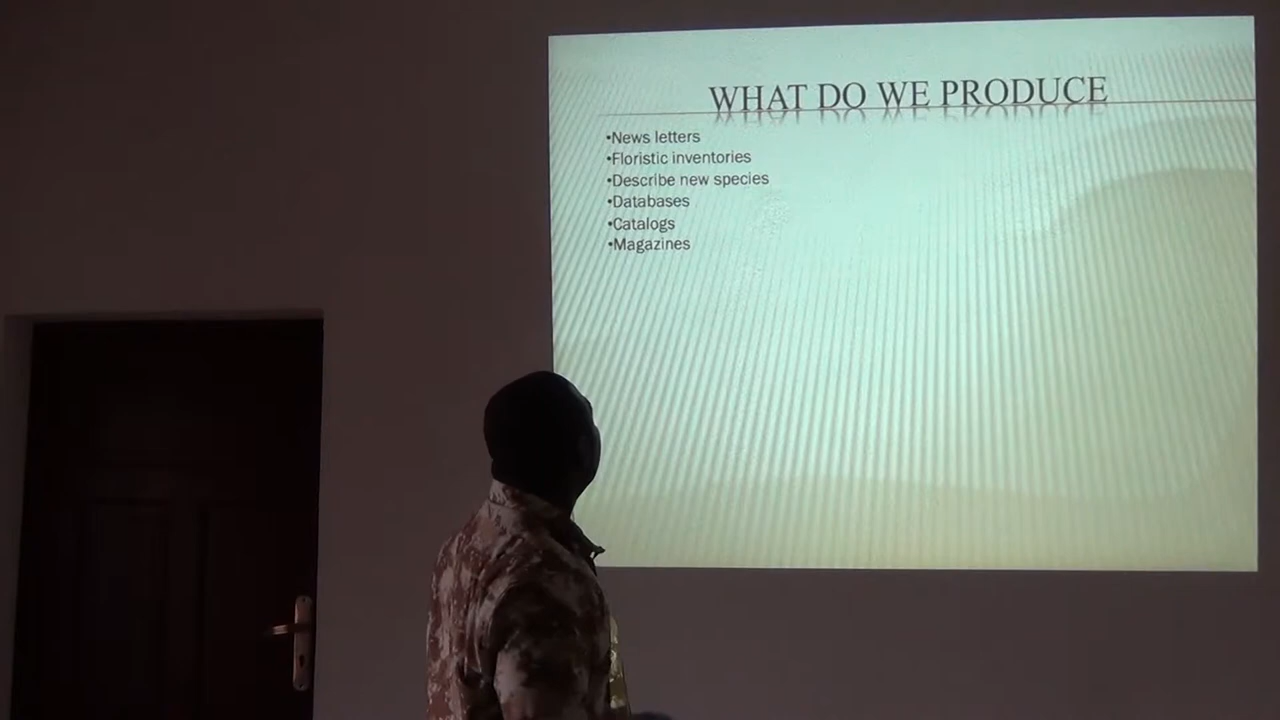 WHAT DO WE PRODUCE
•News letters
•Floristic inventories
•Describe new species
•Databases
•Catalogs
•Magazines